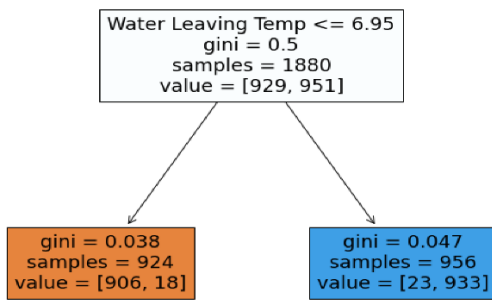 Water Leaving Temp <= 6.95
gini = 0.5
samples = 1880
value = [929, 951]
gini = 0.038
samples = 924
value = [906, 18]
gini = 0.047
samples = 956
value = [23, 933]